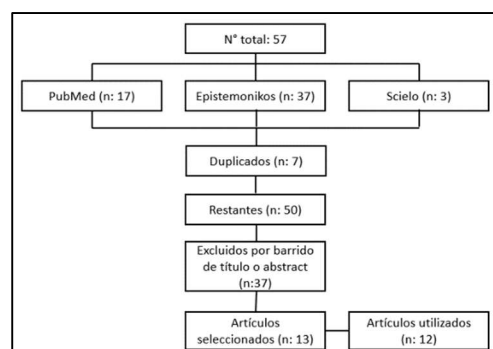 N° total: 57
PubMed (n: 17)
Epistemonikos (n: 37)
Scielo (n: 3)
Duplicados (n: 7)
Restantes (n: 50)
Excluidos por barrido
de título o abstract
(n:37)
Artículos
seleccionados (n: 13)
Artículos utilizados
(n: 12)